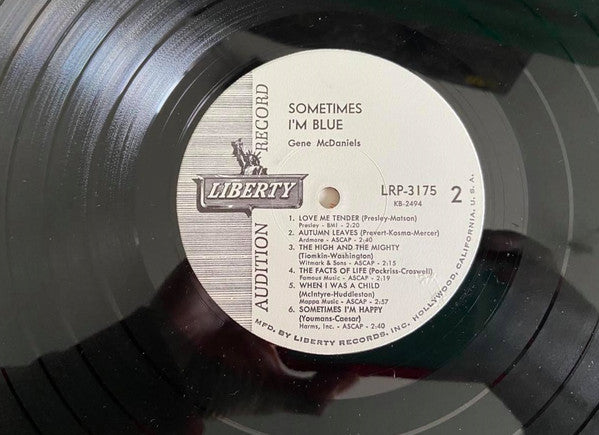 SOMETIMES
I'M BLUE
Gene McDaniels
AUDITION RECORD
LIBERTY
LRP-3175
KB-2494
2
1. LOVE ME TENDER (Presley-Matson)
Presley - BMI - 2:20
2. AUTUMN LEAVES (Prevert-Kosma-Mercer)
Ardmore - ASCAP - 2:40
3. THE HIGH AND THE MIGHTY
(Tiomkin-Washington)
Witmark & Sons - ASCAP - 2:15
4. THE FACTS OF LIFE (Pockriss-Croswell)
Famous Music - ASCAP - 2:19
5. WHEN I WAS A CHILD
(McIntyre-Huddleston)
Mappa Music - ASCAP - 2:57
6. SOMETIMES I'M HAPPY
(Youmans-Caesar)
Harms, Inc. - ASCAP - 2:40
MFD. BY LIBERTY RECORDS, INC. HOLLYWOOD, CALIFORNIA, U.S.A.